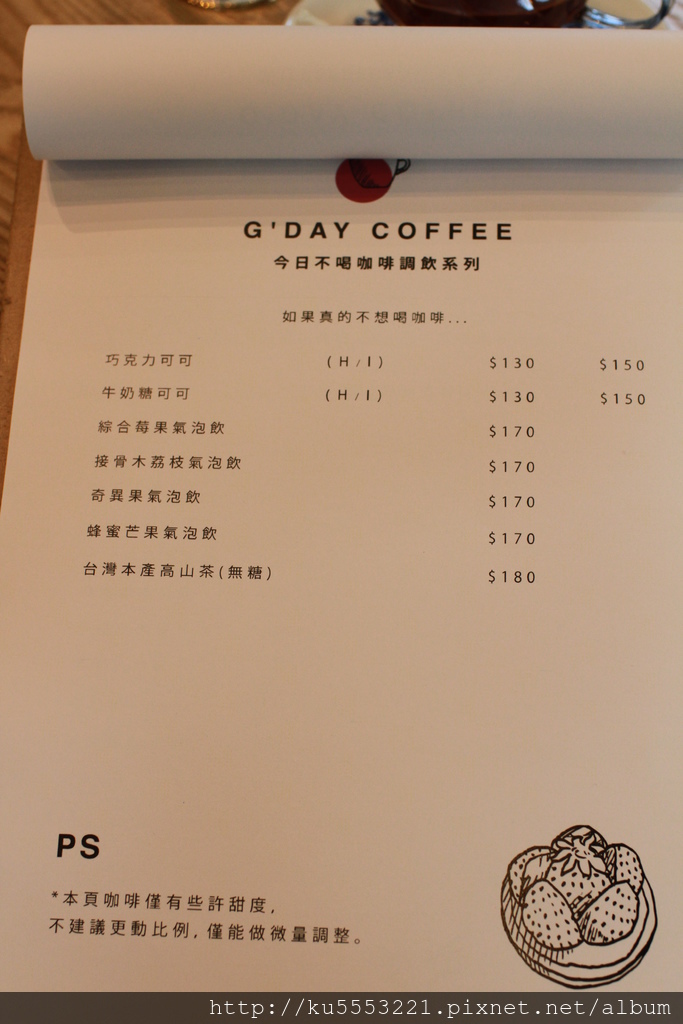 G'DAY COFFEE
今日不喝咖啡調飲系列
如果真的不想喝咖啡...
巧克力可可 (H/I) $130 $150
牛奶糖可可 (H/I) $130 $150
綜合莓果氣泡飲 $170
接骨木荔枝氣泡飲 $170
奇異果氣泡飲 $170
蜂蜜芒果氣泡飲 $170
台灣本產高山茶(無糖) $180
PS
*本頁咖啡僅有些許甜度,
不建議更動比例,僅能做微量調整。
http://ku5553221.pixnet.net/album